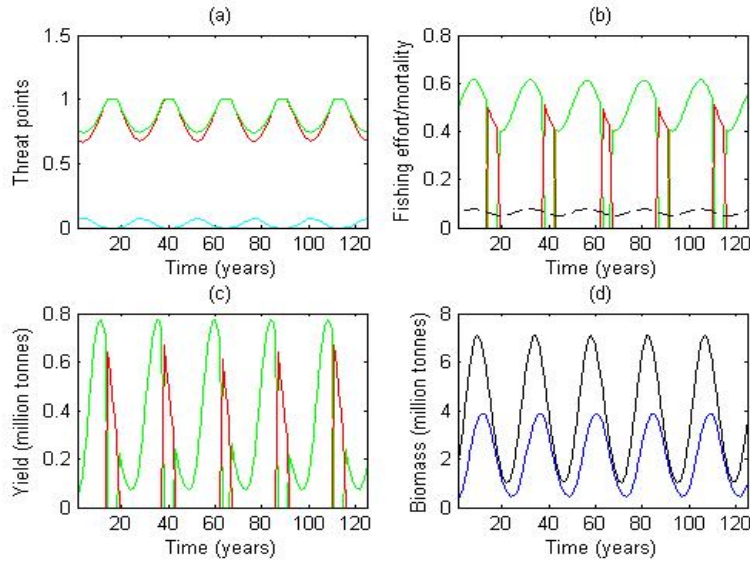 (a)
1.5
1
0.5
0
Threat points
20 40 60 80 100 120
Time (years)
(b)
0.8
0.6
0.4
0.2
0
Fishing effort/mortality
20 40 60 80 100 120
Time (years)
(c)
0.8
0.6
0.4
0.2
0
Yield (million tonnes)
20 40 60 80 100 120
Time (years)
(d)
8
6
4
2
0
Biomass (million tonnes)
20 40 60 80 100 120
Time (years)